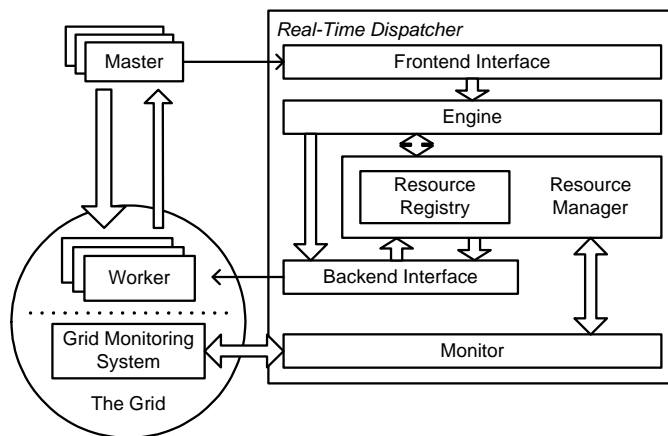 Real-Time Dispatcher
Master
Frontend Interface
Engine
Resource
Registry
Resource
Manager
Worker
Backend Interface
Grid Monitoring
System
Monitor
The Grid